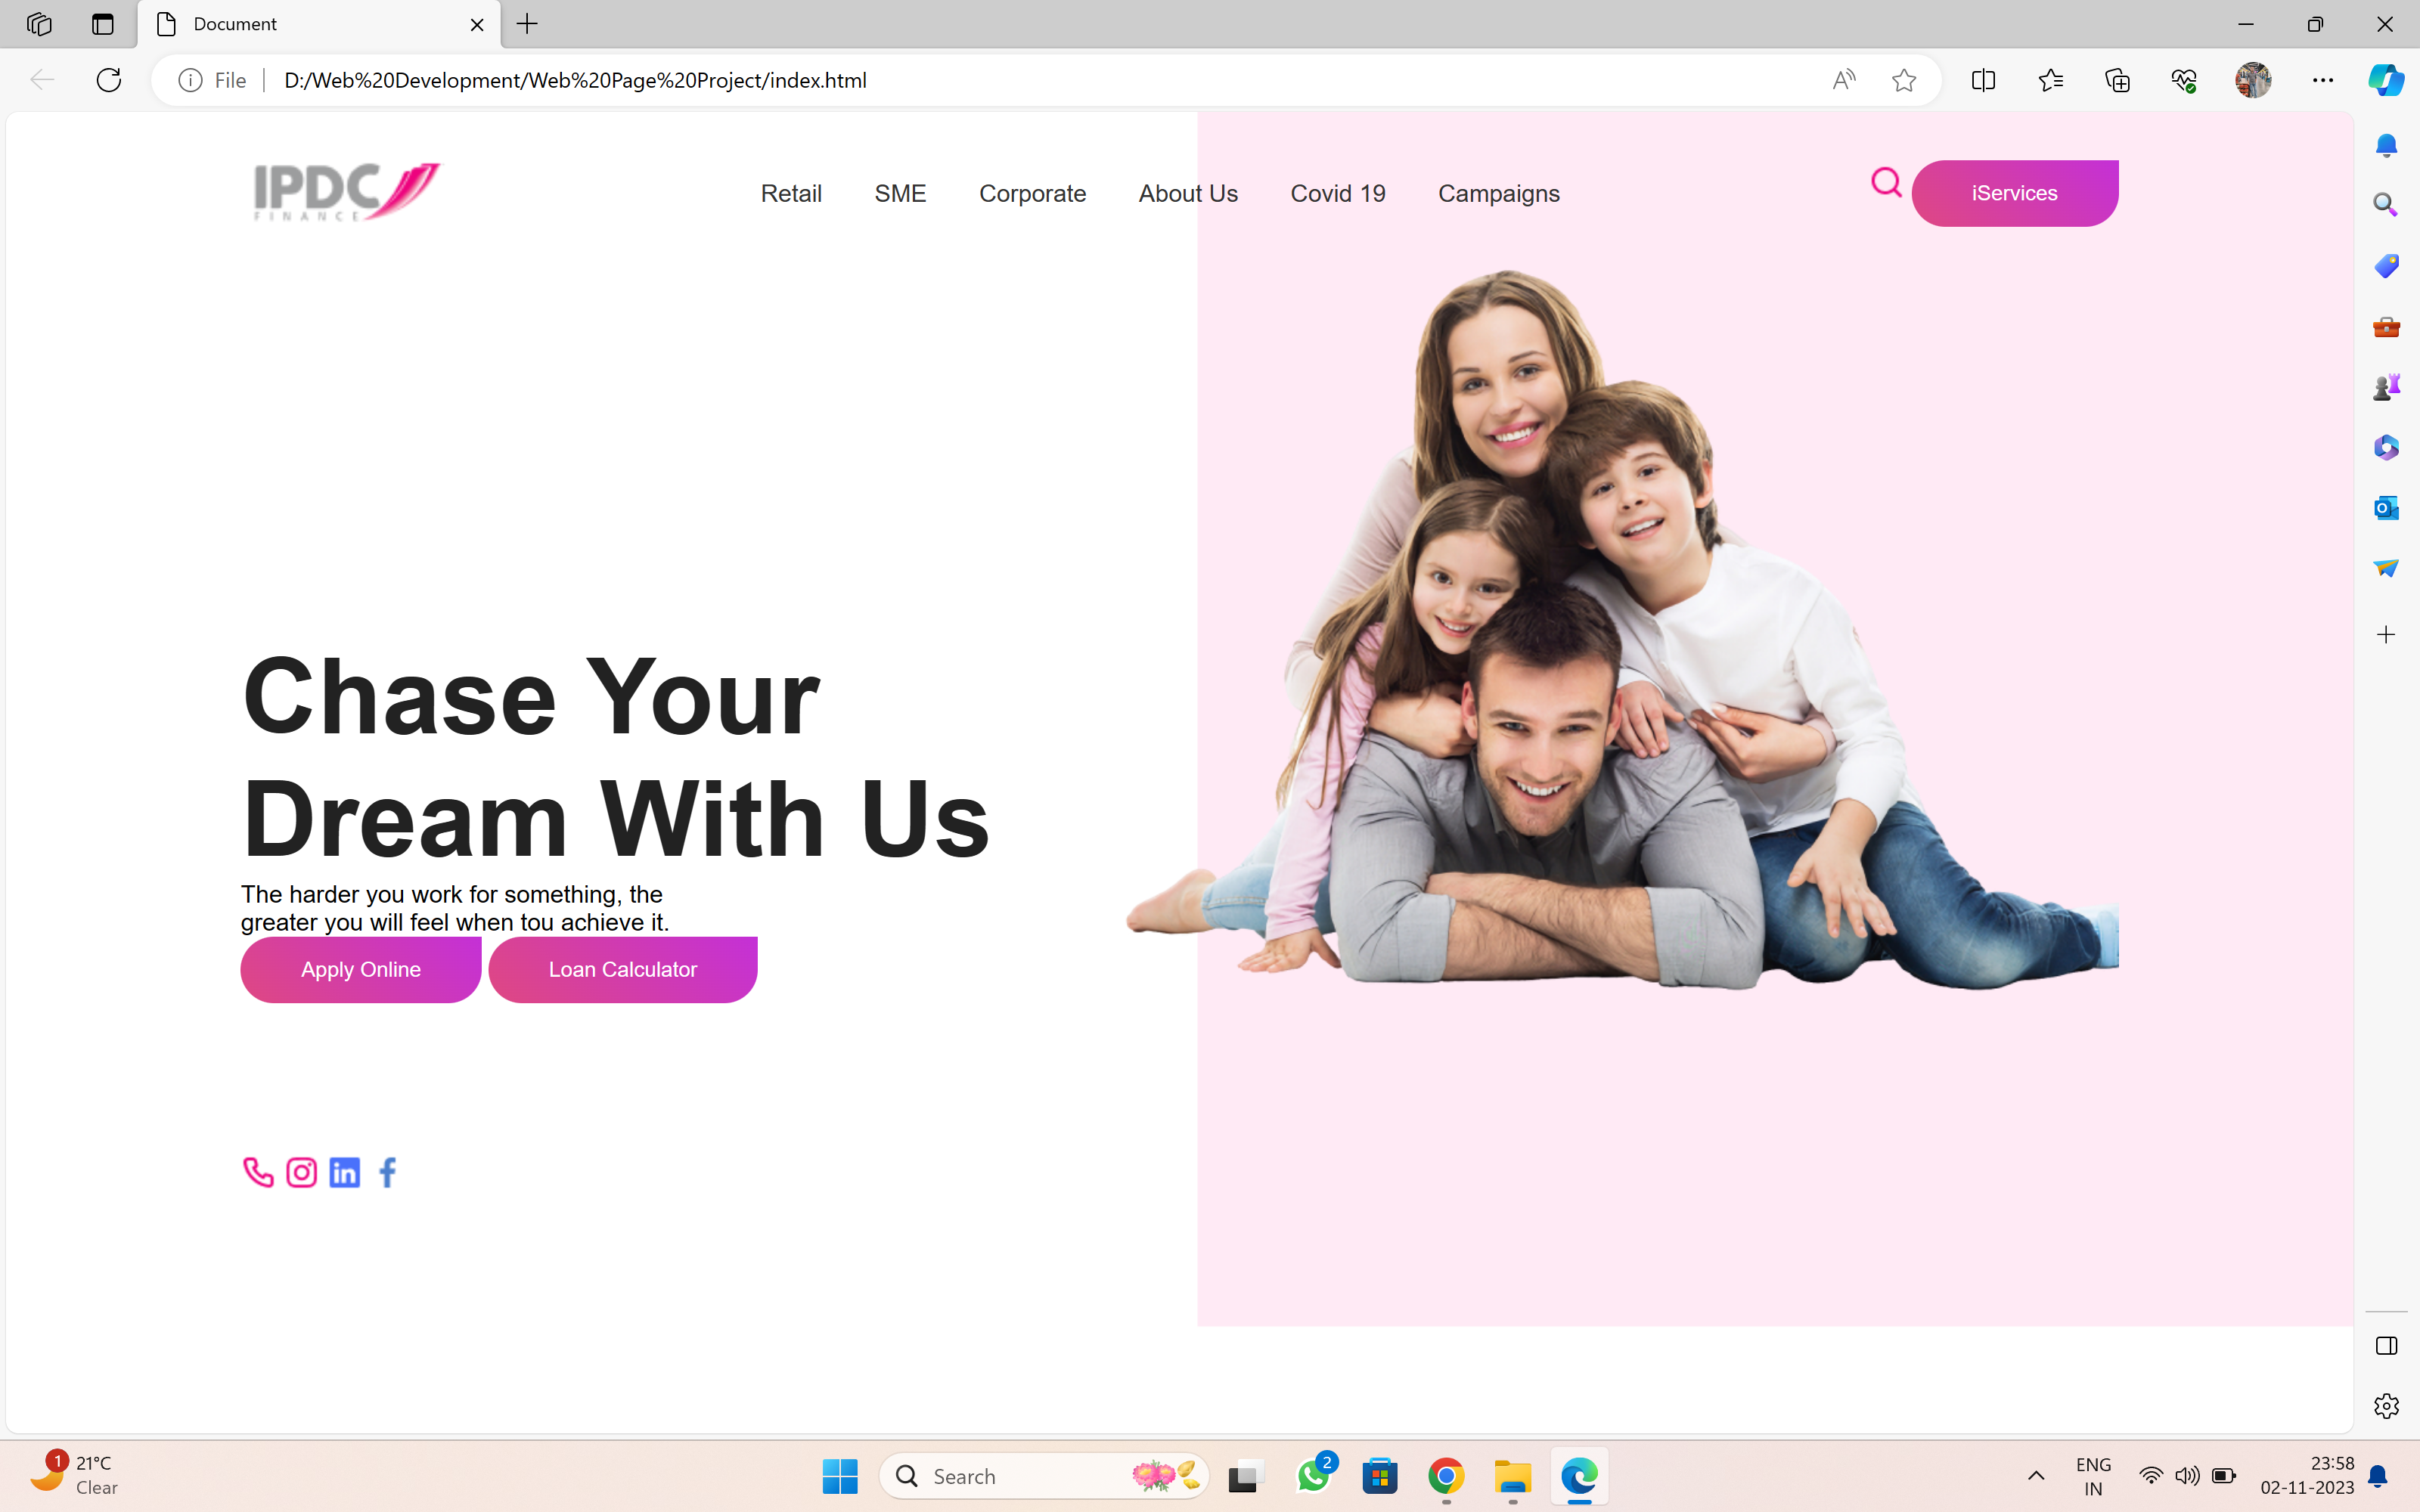 Document
File
D:/Web%20Development/Web%20Page%20Project/index.html
IPDC
FINANCE
Retail
SME
Corporate
About Us
Covid 19
Campaigns
iServices
Chase Your
Dream With Us
The harder you work for something, the
greater you will feel when tou achieve it.
Apply Online
Loan Calculator
1
21°C
Clear
Search
2
ENG
IN
23:58
02-11-2023